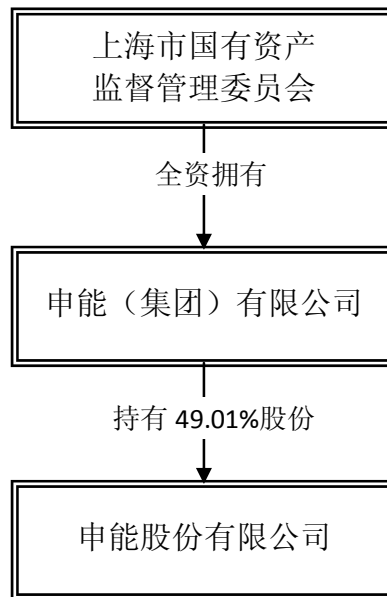 上海市国有资产
监督管理委员会
全资拥有
申能（集团）有限公司
持有 49.01%股份
申能股份有限公司